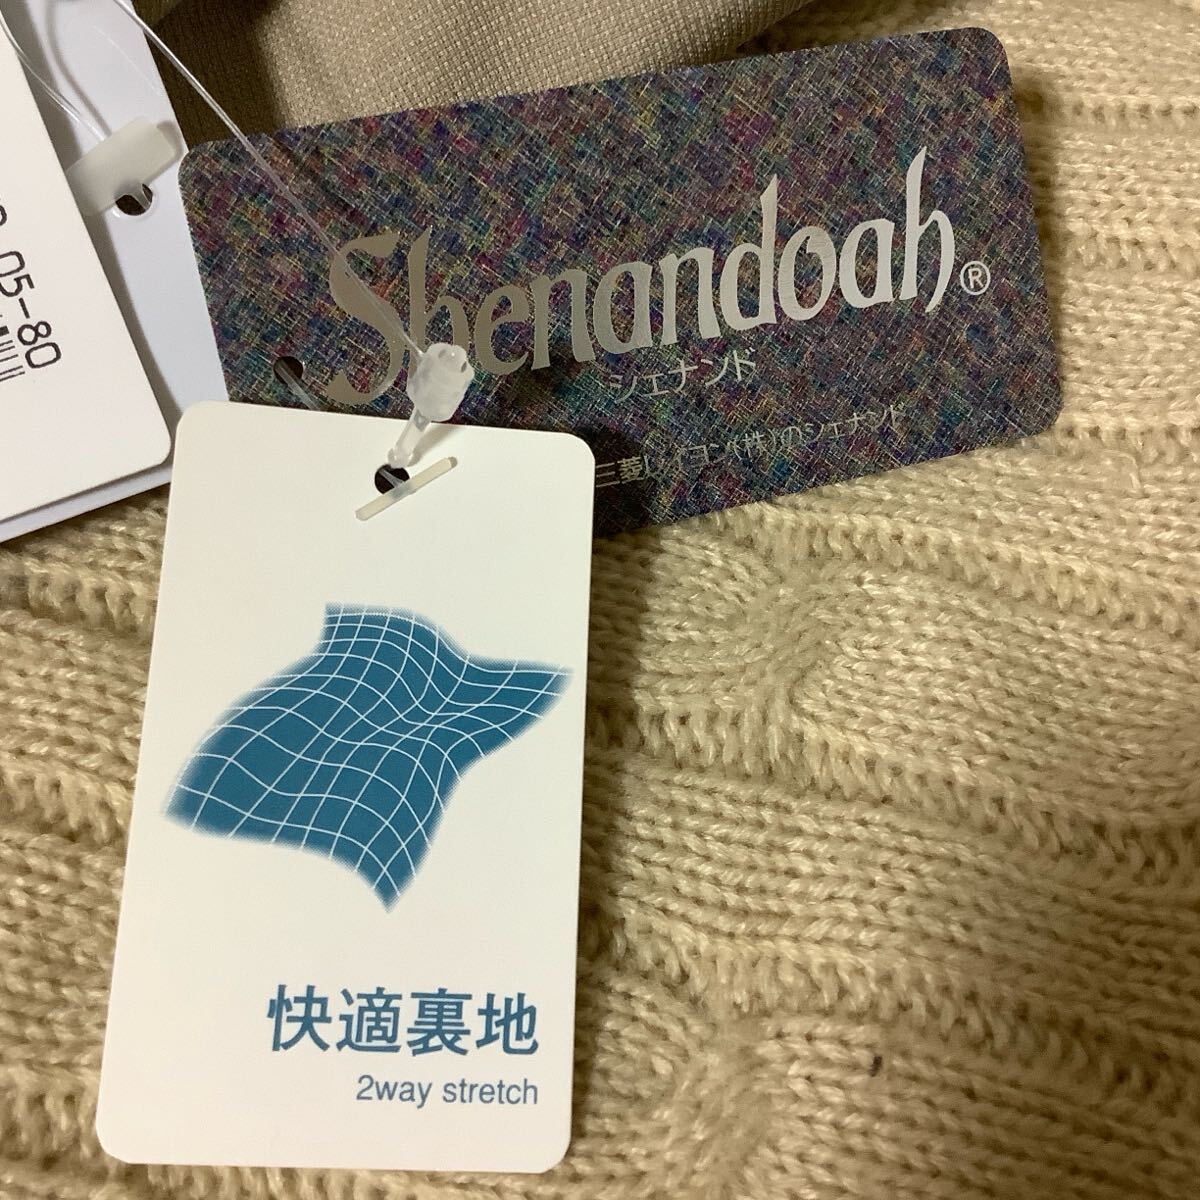 Shenandoah®
シェナンド
三菱レイヨン(株)のシェナンド
05-80
快適裏地
2way stretch